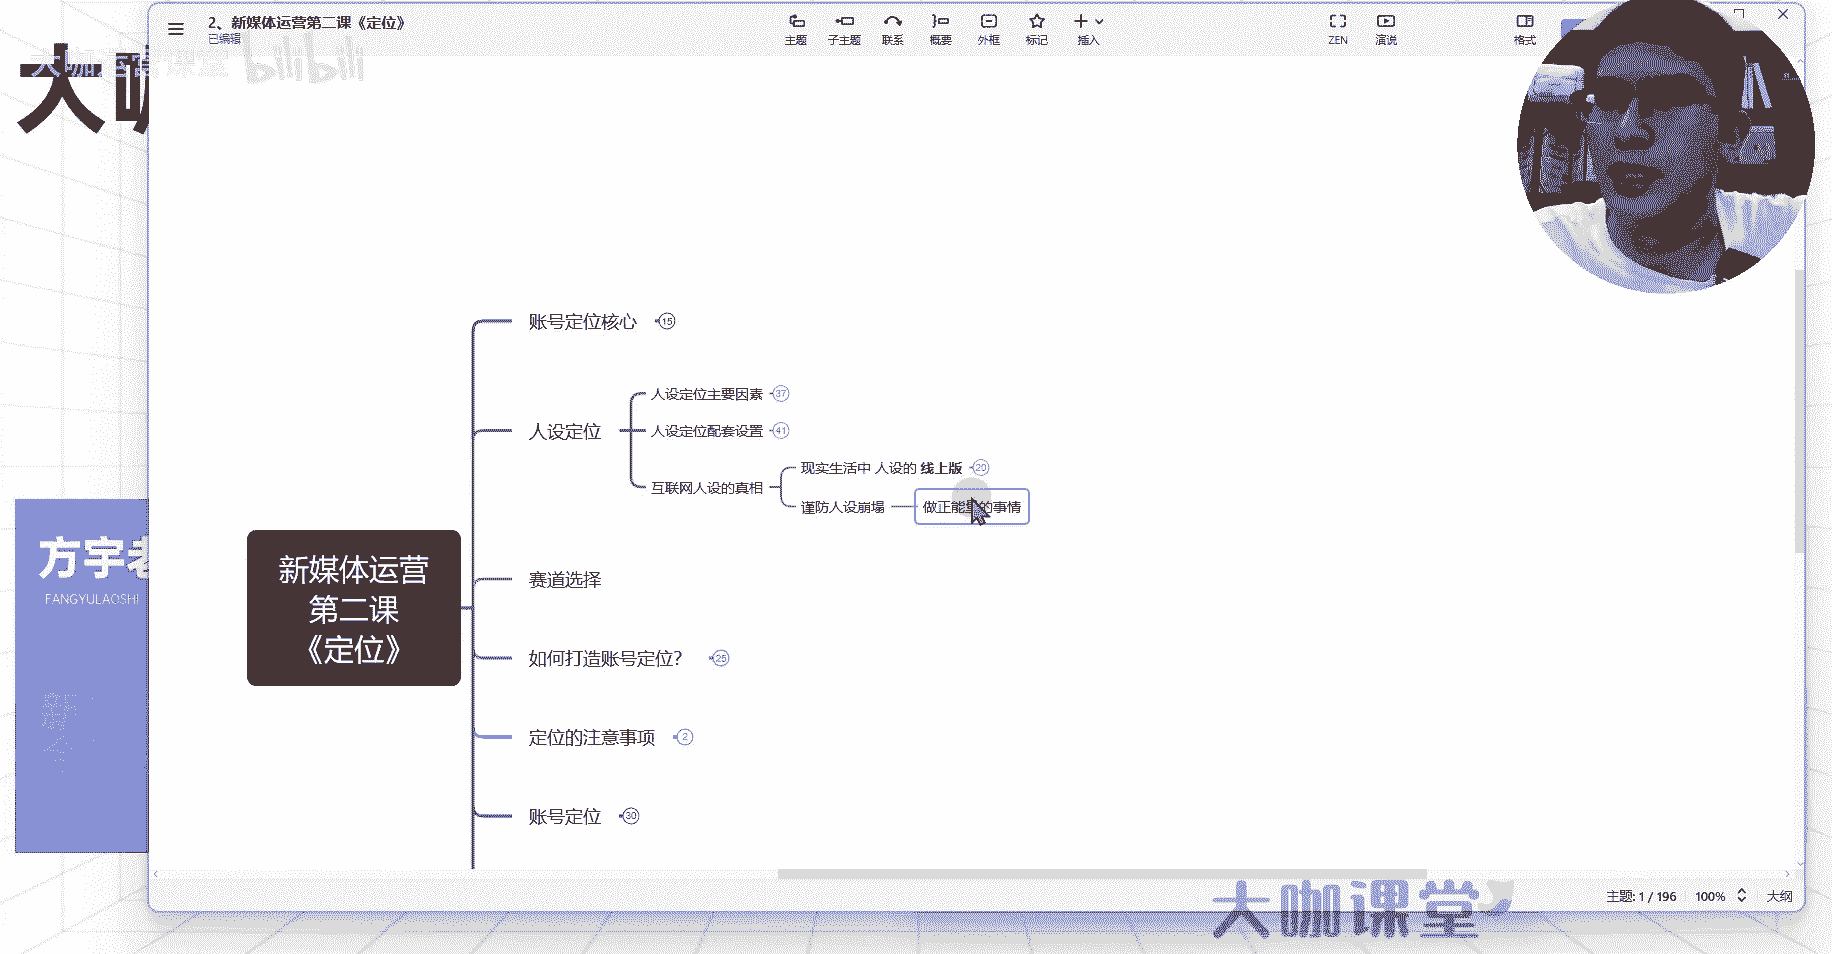 2、新媒体运营第二课《定位》
已编辑
主题
子主题
联系
概要
外框
标记
插入
ZEN
演说
格式
大咖运营课堂
bilibili
大
账号定位核心
15
人设定位
人设定位主要因素
37
人设定位配套设置
41
互联网人设的真相
现实生活中 人设的 线上版
20
谨防人设崩塌
做正能量的事情
新媒体运营
第二课
《定位》
赛道选择
如何打造账号定位?
25
定位的注意事项
2
账号定位
30
方宇老
FANGYULAOSHI
大咖课堂
主题: 1 / 196
100%
大纲